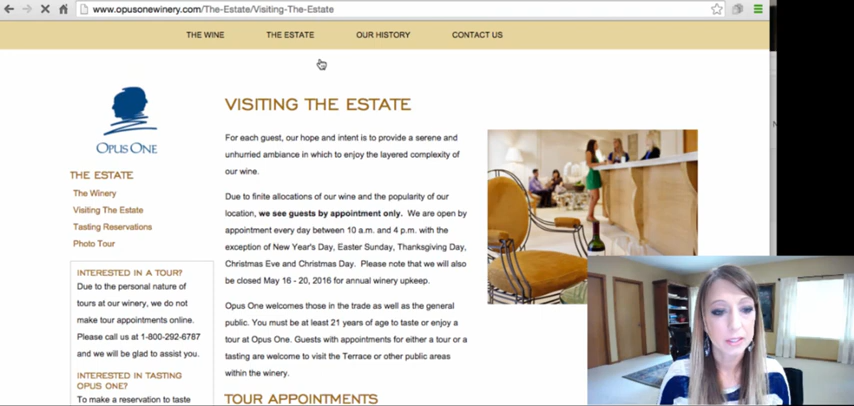 www.opusonewinery.com/The-Estate/Visiting-The-Estate
THE WINE THE ESTATE OUR HISTORY CONTACT US
OPUS ONE
THE ESTATE
The Winery
Visiting The Estate
Tasting Reservations
Photo Tour
INTERESTED IN A TOUR?
Due to the personal nature of
tours at our winery, we do not
make tour appointments online.
Please call us at 1-800-292-6787
and we will be glad to assist you.
INTERESTED IN TASTING
OPUS ONE?
To make a reservation to taste
VISITING THE ESTATE
For each guest, our hope and intent is to provide a serene and
unhurried ambiance in which to enjoy the layered complexity of
our wine.
Due to finite allocations of our wine and the popularity of our
location, we see guests by appointment only. We are open by
appointment every day between 10 a.m. and 4 p.m. with the
exception of New Year's Day, Easter Sunday, Thanksgiving Day,
Christmas Eve and Christmas Day. Please note that we will also
be closed May 16 - 20, 2016 for annual winery upkeep.
Opus One welcomes those in the trade as well as the general
public. You must be at least 21 years of age to taste or enjoy a
tour at Opus One. Guests with appointments for either a tour or a
tasting are welcome to visit the Terrace or other public areas
within the winery.
TOUR APPOINTMENTS